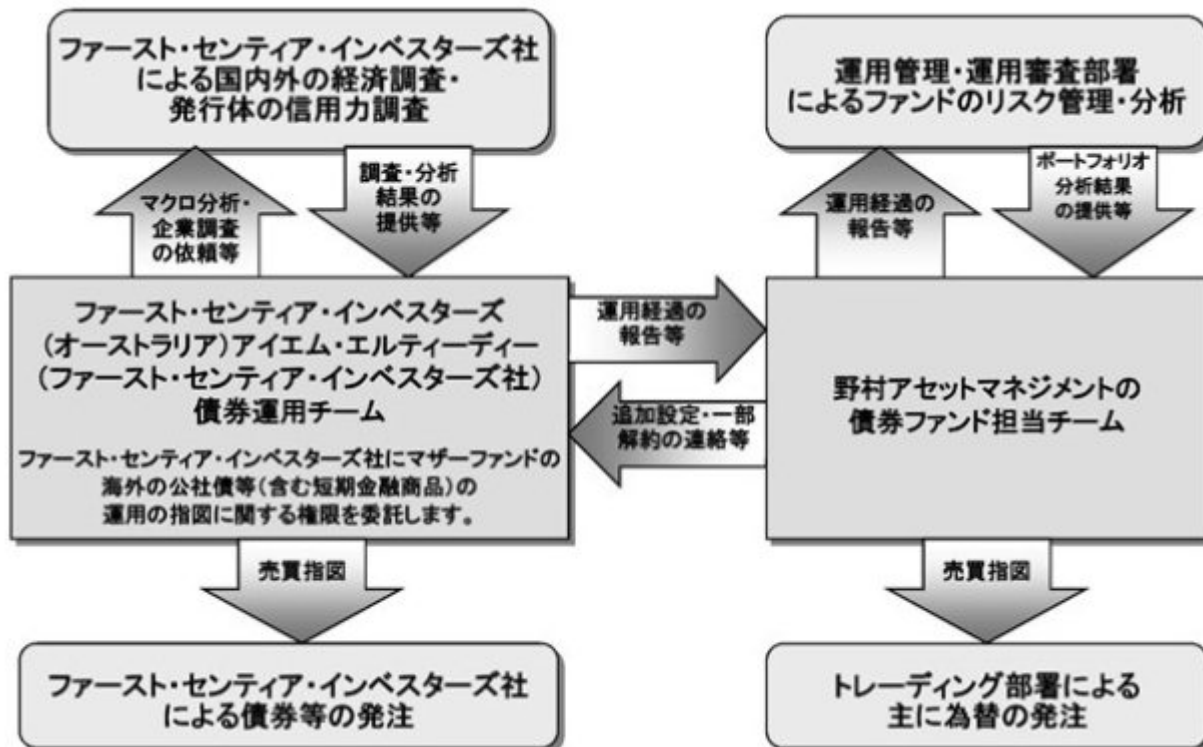 ファースト・センティア・インベスターズ社
による国内外の経済調査・
発行体の信用力調査
運用管理・運用審査部署
によるファンドのリスク管理・分析
マクロ分析・
企業調査
の依頼等
調査・分析
結果の
提供等
運用経過の
報告等
ポートフォリオ
分析結果
の提供等
ファースト・センティア・インベスターズ
(オーストラリア)アイエム・エルティーディー
(ファースト・センティア・インベスターズ社)
債券運用チーム
ファースト・センティア・インベスターズ社にマザーファンドの
海外の公社債等(含む短期金融商品)の
運用の指図に関する権限を委託します。
運用経過の
報告等
追加設定・一部
解約の連絡等
野村アセットマネジメントの
債券ファンド担当チーム
売買指図
売買指図
ファースト・センティア・インベスターズ社
による債券等の発注
トレーディング部署による
主に為替の発注